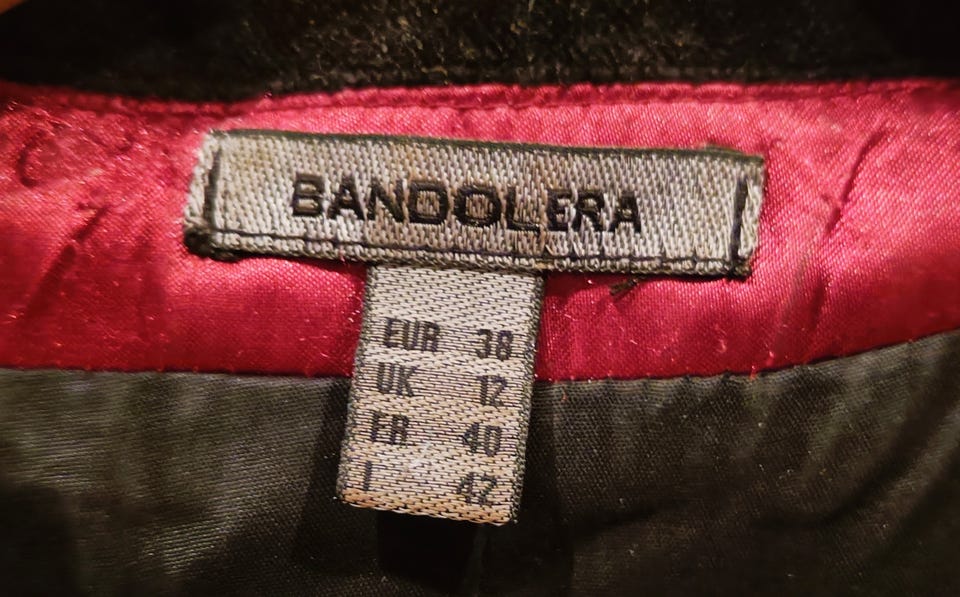 BANDOLERA
EUR 38
UK 12
FR 40
I 42